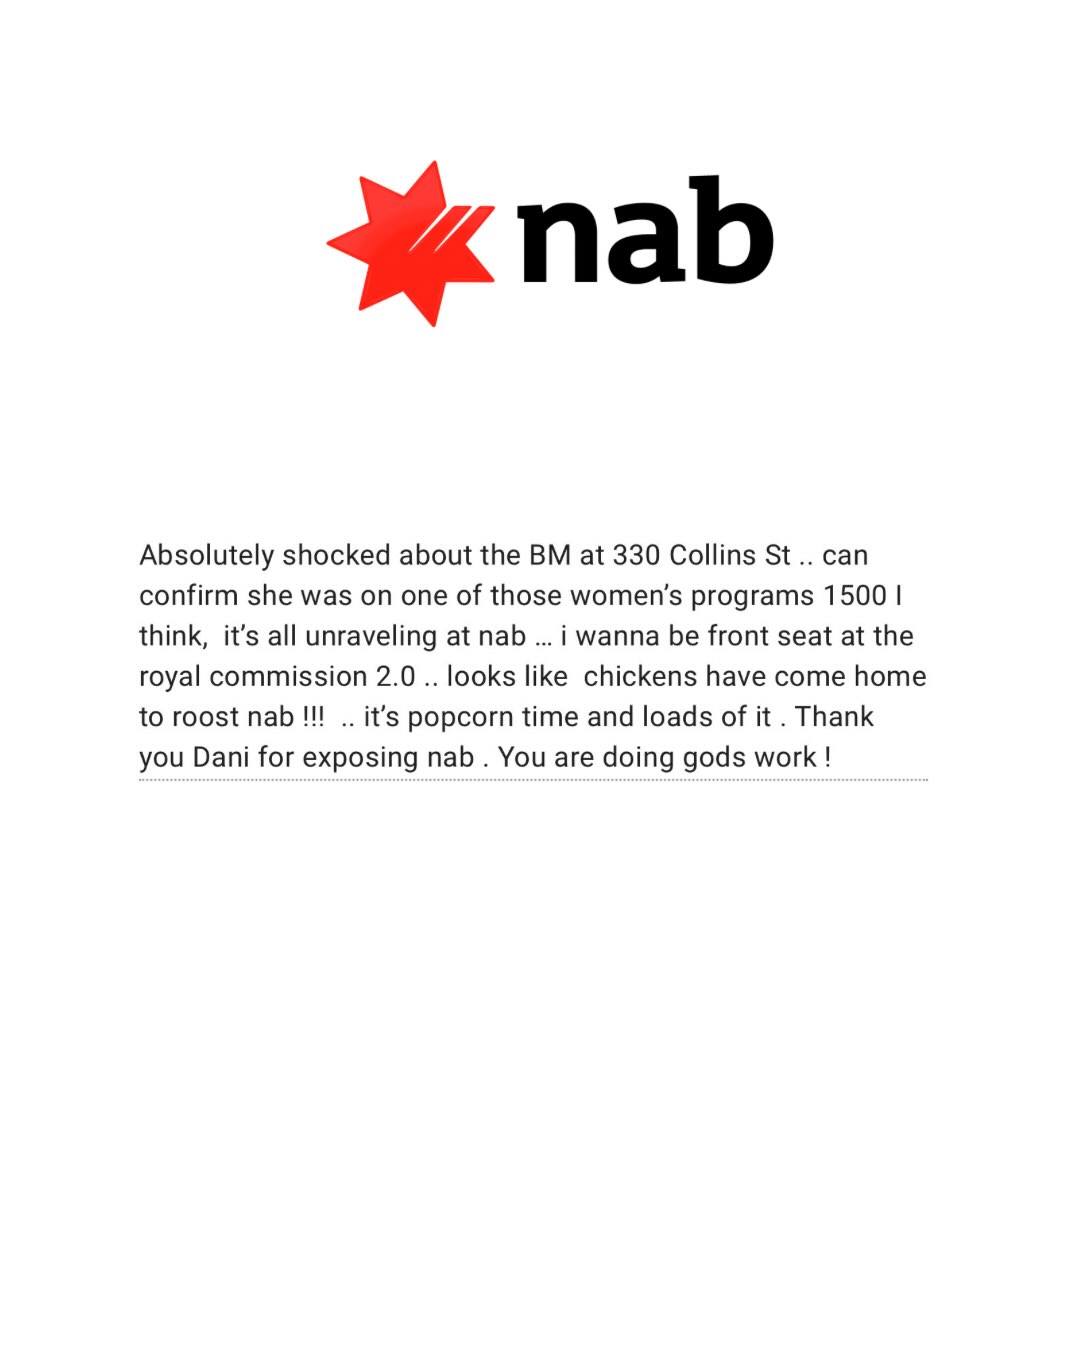 nab
Absolutely shocked about the BM at 330 Collins St .. can
confirm she was on one of those women’s programs 1500 I
think,  it’s all unraveling at nab … i wanna be front seat at the
royal commission 2.0 .. looks like  chickens have come home
to roost nab !!!  .. it’s popcorn time and loads of it . Thank
you Dani for exposing nab . You are doing gods work !